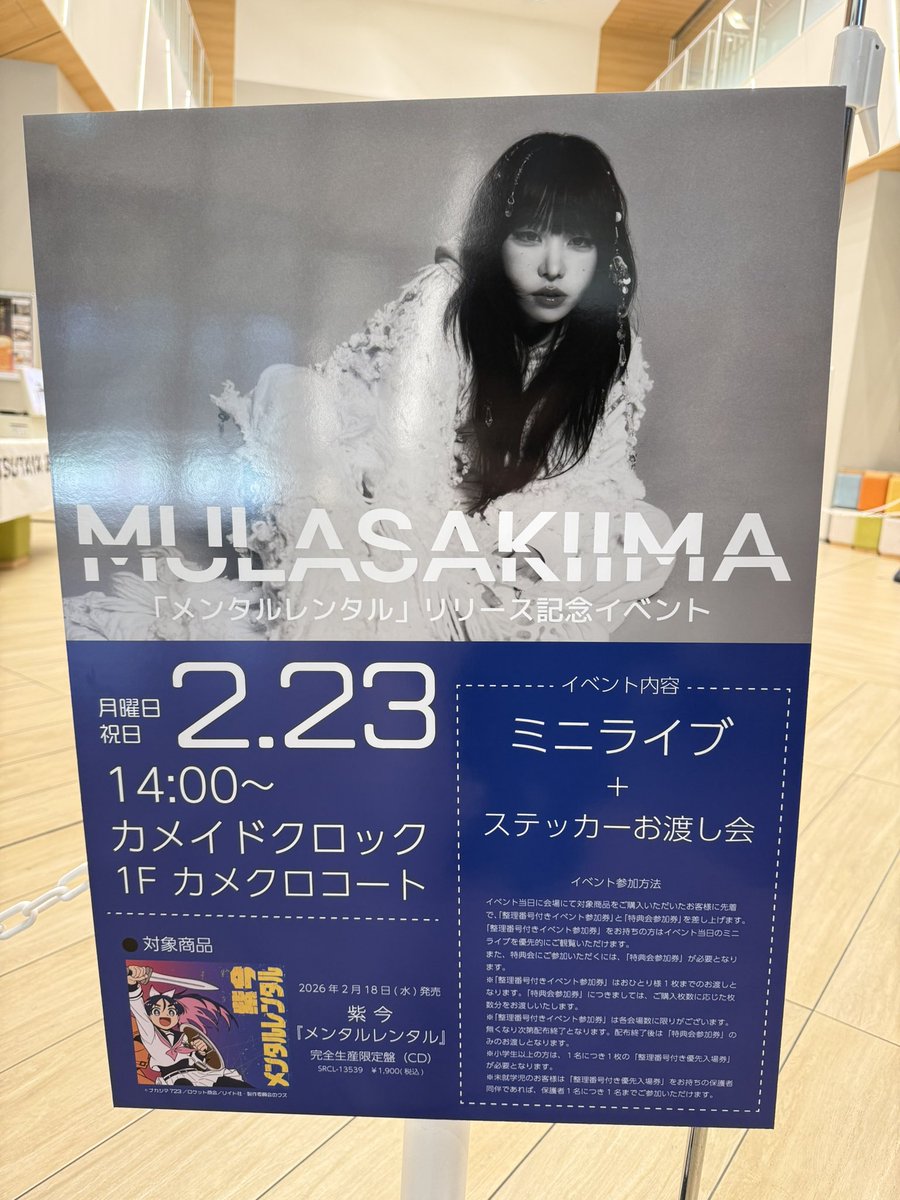 MULASAKIIMA
「メンタルレンタル」リリース記念イベント
月曜日
祝日
2.23
14:00〜
カメイドクロック
1F カメクロコート
●対象商品
紫今
メンタルレンタル
2026年2月18日(水)発売
紫 今
『メンタルレンタル』
完全生産限定盤（CD）
SRCL-13539　¥1,900(税込)
イベント内容
ミニライブ
+
ステッカーお渡し会
イベント参加方法
イベント当日に会場にて対象商品をご購入いただいたお客様に先着
で、「整理番号付きイベント参加券」と「特典会参加券」を差し上げます。
「整理番号付きイベント参加券」をお持ちの方はイベント当日のミニ
ライブを優先的にご観覧いただけます。
また、特典会にご参加いただくには、「特典会参加券」が必要となり
ます。
※「整理番号付きイベント参加券」はおひとり様1枚までのお渡しと
なります。「特典会参加券」につきましては、ご購入枚数に応じた枚
数分をお渡しいたします。
※「整理番号付きイベント参加券」は各会場数に限りがございます。
無くなり次第配布終了となります。配布終了後は「特典会参加券」の
みのお渡しとなります。
※小学生以上の方は、1名につき1枚の「整理番号付き優先入場券」
が必要となります。
※未就学児のお客様は「整理番号付き優先入場券」をお持ちの保護者
同伴であれば、保護者1名につき1名までご参加いただけます。